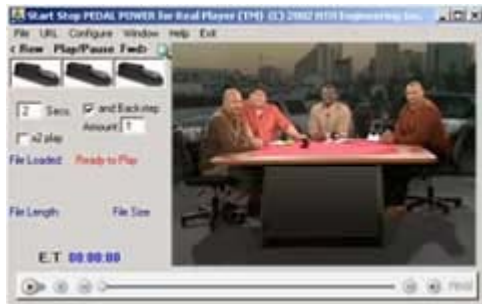 Start Stop PEDAL POWER for Real Player (TM) (C) 2002 HTH Engineering, Inc.
File URL Configure Window Help Exit
< Rew Play/Pause Fwd>
2 Secs. and Backstep
Amount 1
x2 play
File Loaded Ready to Play
File Length File Size
E.T 00:00:00
real